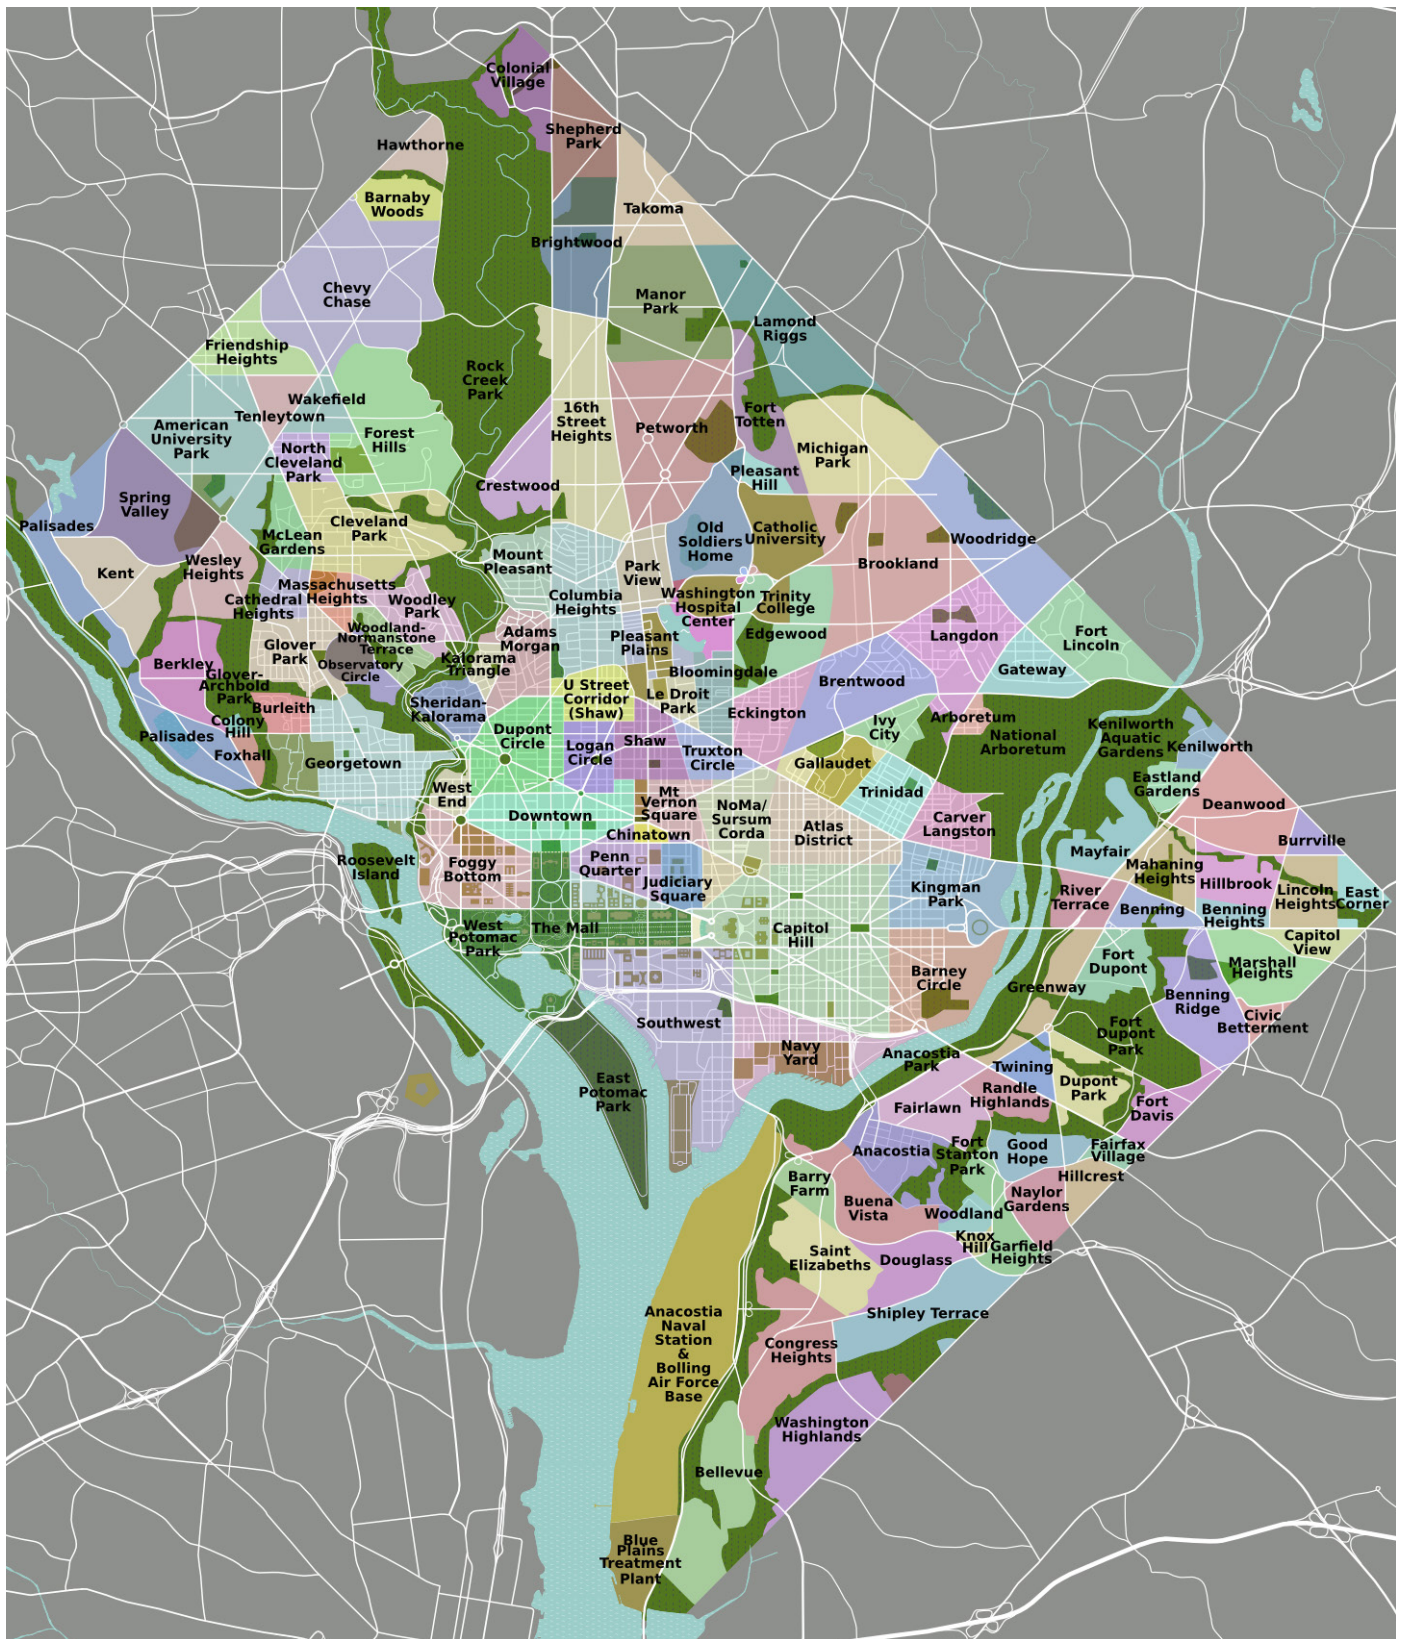 Colonial
Village
Shepherd
Park
Hawthorne
Barnaby
Woods
Takoma
Brightwood
Chevy
Chase
Manor
Park
Lamond
Riggs
Friendship
Heights
Rock
Creek
Park
Wakefield
Tenleytown
American
University
Park
16th
Street
Heights
Petworth
Fort
Totten
Forest
Hills
North
Cleveland
Park
Michigan
Park
Pleasant
Hill
Crestwood
Spring
Valley
Palisades
Cleveland
Park
McLean
Gardens
Old
Soldiers
Home
Catholic
University
Woodridge
Mount
Pleasant
Park
View
Brookland
Kent
Wesley
Heights
Massachusetts
Heights
Cathedral
Heights
Woodley
Park
Columbia
Heights
Washington
Hospital
Center
Trinity
College
Woodland-
Normanstone
Terrace
Adams
Morgan
Pleasant
Plains
Edgewood
Langdon
Fort
Lincoln
Glover
Park
Observatory
Circle
Kalorama
Triangle
Berkley
Glover-
Archbold
Park
Bloomingdale
Brentwood
Gateway
U Street
Corridor
(Shaw)
Le Droit
Park
Burleith
Sheridan-
Kalorama
Eckington
Colony
Hill
Palisades
Foxhall
Georgetown
Dupont
Circle
Logan
Circle
Shaw
Truxton
Circle
Ivy
City
Arboretum
National
Arboretum
Kenilworth
Aquatic
Gardens
Kenilworth
Gallaudet
Trinidad
Eastland
Gardens
Deanwood
West
End
Downtown
Mt
Vernon
Square
NoMa/
Sursum
Corda
Atlas
District
Carver
Langston
Chinatown
Burrville
Mayfair
Roosevelt
Island
Foggy
Bottom
Penn
Quarter
Judiciary
Square
Kingman
Park
Mahaning
Heights
Hillbrook
Lincoln
Heights
East
Corner
River
Terrace
Benning
Benning
Heights
West
Potomac
Park
The Mall
Capitol
Hill
Capitol
View
Fort
Dupont
Marshall
Heights
Barney
Circle
Greenway
Benning
Ridge
Civic
Betterment
Southwest
Fort
Dupont
Park
Navy
Yard
Anacostia
Park
Twining
East
Potomac
Park
Randle
Highlands
Dupont
Park
Fairlawn
Fort
Davis
Anacostia
Fort
Stanton
Park
Good
Hope
Fairfax
Village
Hillcrest
Barry
Farm
Buena
Vista
Naylor
Gardens
Woodland
Knox
Hill
Garfield
Heights
Saint
Elizabeths
Douglass
Shipley Terrace
Anacostia
Naval
Station
&
Bolling
Air Force
Base
Congress
Heights
Washington
Highlands
Bellevue
Blue
Plains
Treatment
Plant